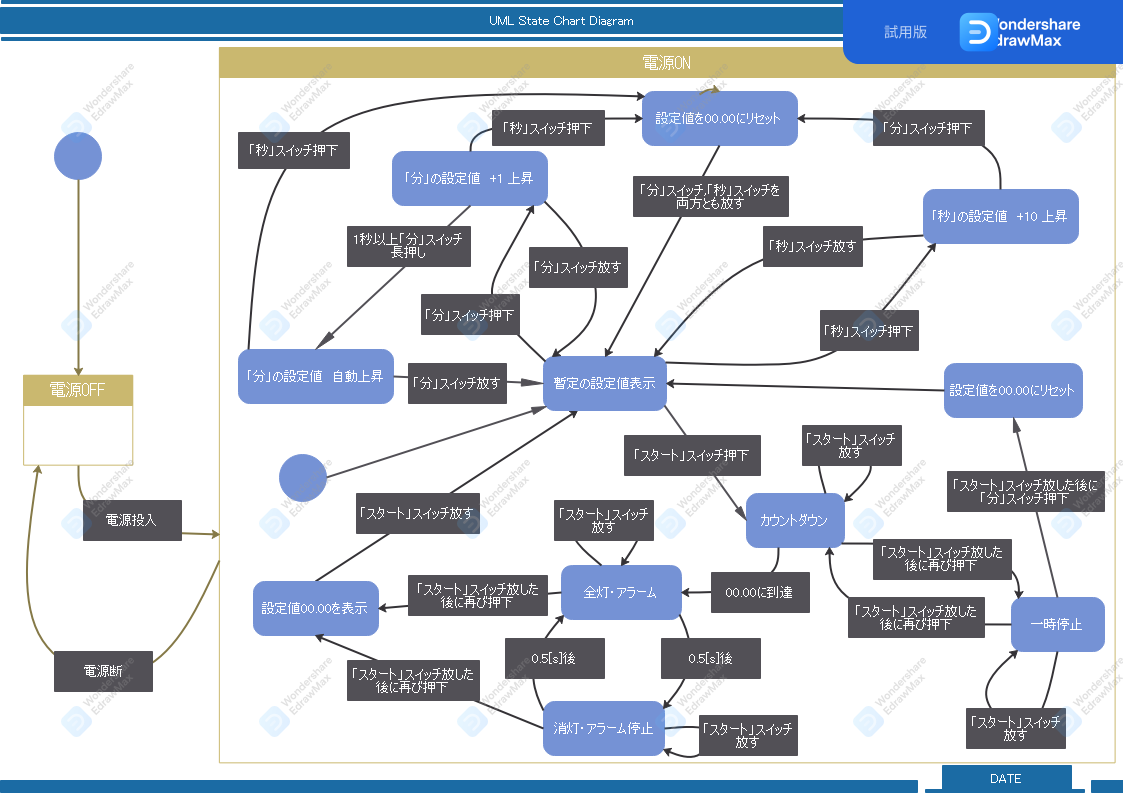 UML State Chart Diagram
試用版
Wondershare
EdrawMax
電源ON
「秒」スイッチ押下
「秒」スイッチ押下
設定値を00.00にリセット
「分」スイッチ押下
「分」の設定値 +1 上昇
「分」スイッチ,「秒」スイッチを
両方とも放す
「秒」の設定値 +10 上昇
1秒以上「分」スイッチ
長押し
「分」スイッチ放す
「秒」スイッチ放す
「分」スイッチ押下
「秒」スイッチ押下
電源OFF
「分」の設定値 自動上昇
「分」スイッチ放す
暫定の設定値表示
設定値を00.00にリセット
「スタート」スイッチ押下
「スタート」スイッチ
放す
「スタート」スイッチ放した後に
「分」スイッチ押下
電源投入
「スタート」スイッチ放す
「スタート」スイッチ
放す
カウントダウン
「スタート」スイッチ放した
後に再び押下
設定値00.00を表示
「スタート」スイッチ放した
後に再び押下
全灯・アラーム
00.00に到達
「スタート」スイッチ放した
後に再び押下
一時停止
電源断
「スタート」スイッチ放した
後に再び押下
0.5[s]後
0.5[s]後
消灯・アラーム停止
「スタート」スイッチ
放す
「スタート」スイッチ
放す
DATE